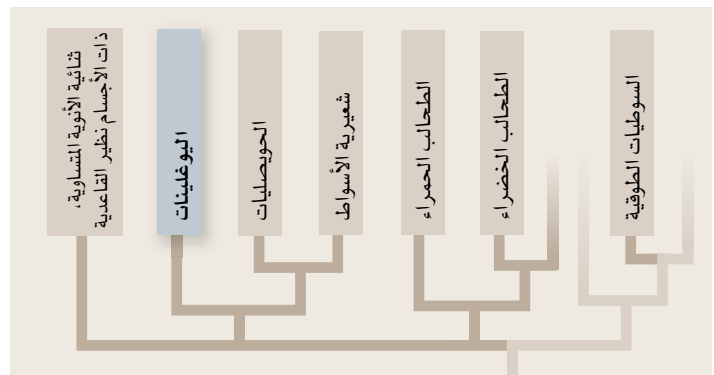 ثنائية الأنوية المتساوية،
ذات الأجسام نظير القاعدية
اليوغلينات
الحويصليات
شعيرية الأسواط
الطحالب الحمراء
الطحالب الخضراء
السوطيات الطوقية